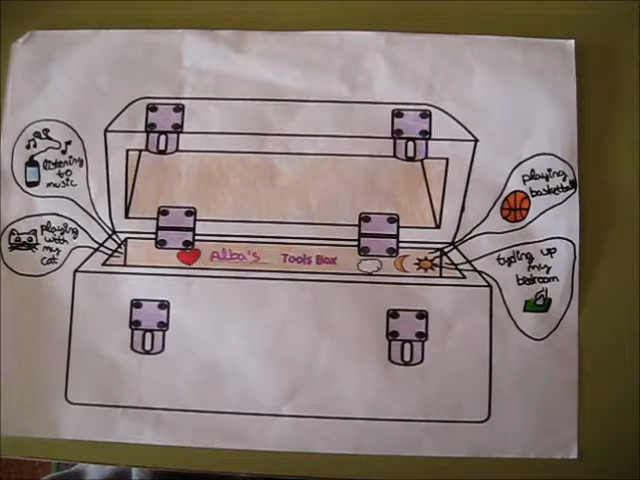 listening
to
music
playing
with
my
cat
Alba's Tools Box
playing
basketball
tyding up
my
bedroom